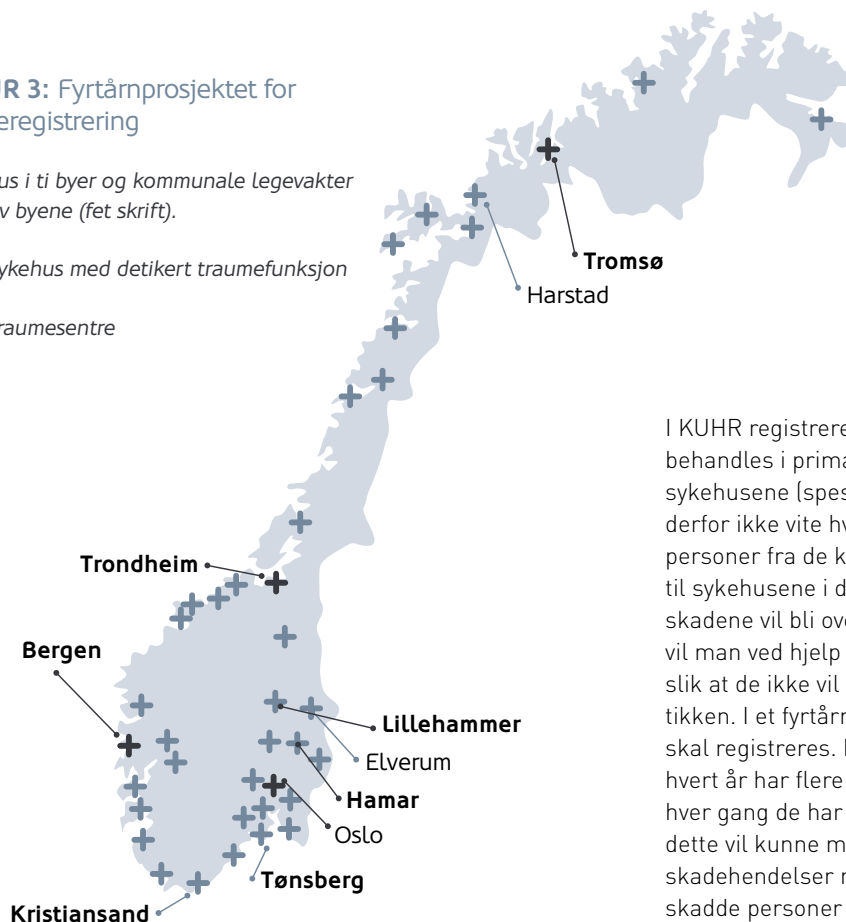 UR 3: Fyrtårnprosjektet for
eregistrering
us i ti byer og kommunale legevakter
v byene (fet skrift).
ykehus med detikert traumefunksjon
raumesentre
Tromsø
Harstad
Trondheim
Bergen
Lillehammer
Elverum
Hamar
Oslo
Tønsberg
Kristiansand
I KUHR registrere
behandles i prima
sykehusene (spes
derfor ikke vite hv
personer fra de k
til sykehusene i d
skadene vil bli ove
vil man ved hjelp
slik at de ikke vil
tikken. I et fyrtårn
skal registreres.
hvert år har flere
hver gang de har
dette vil kunne m
skadehendelser
skadde personer